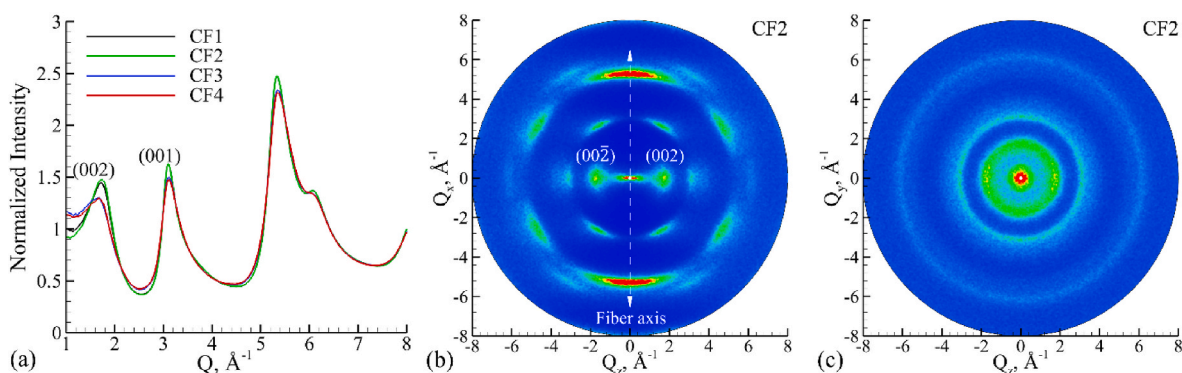 3
2.5
2
1.5
1
0.5
0
Normalized Intensity
CF1
CF2
CF3
CF4
(002)
(001)
1 2 3 4 5 6 7 8
Q, Å⁻¹
(a)
CF2
8
6
4
2
0
-2
-4
-6
-8
Qₓ, Å⁻¹
(002̄) (002)
Fiber axis
-8 -6 -4 -2 0 2 4 6 8
, Å⁻¹
(b)
CF2
8
6
4
2
0
-2
-4
-6
-8
Qy, Å⁻¹
-8 -6 -4 -2 0 2 4 6 8
, Å⁻¹
(c)